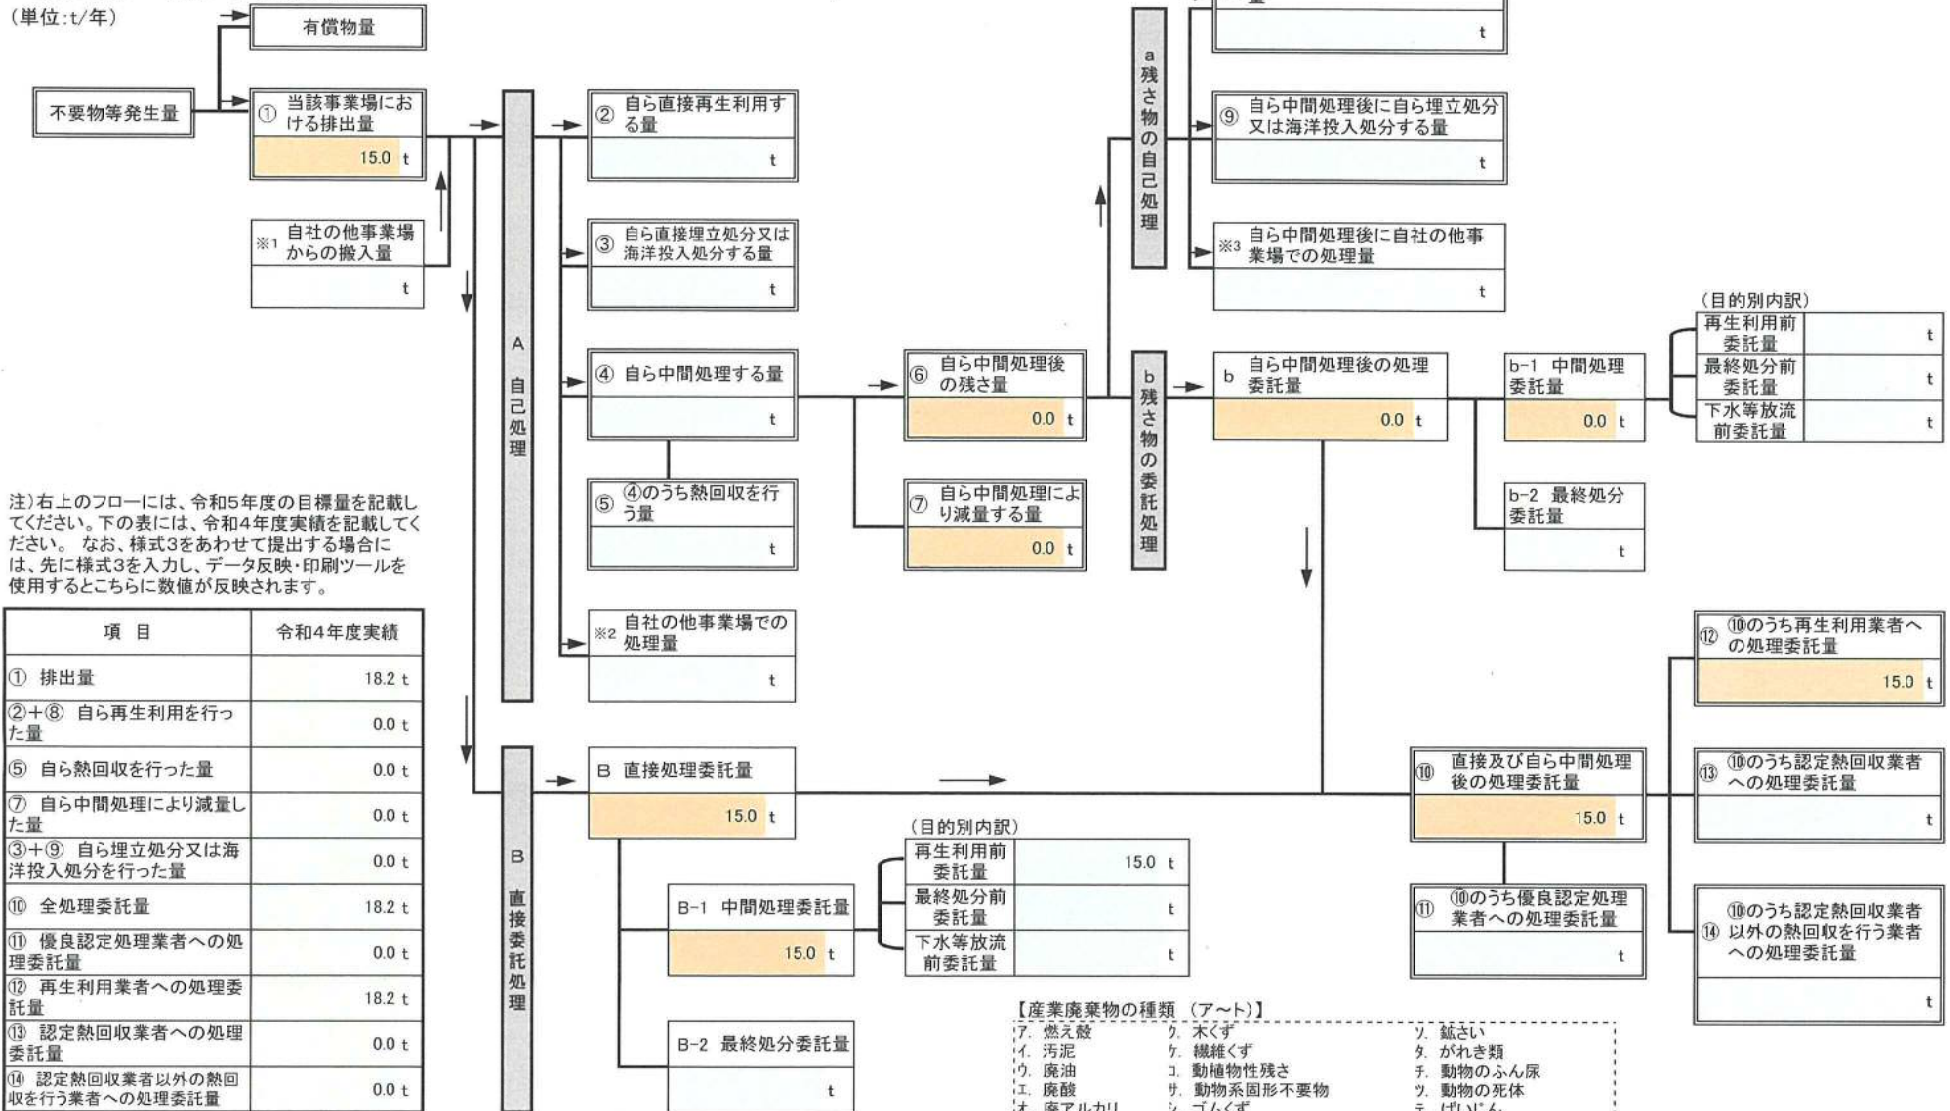 (単位:t/年)
有償物量
不要物等発生量
① 当該事業場にお
ける排出量
15.0 t
※1 自社の他事業場
からの搬入量
t
A 自己処理
② 自ら直接再生利用す
る量
t
③ 自ら直接埋立処分又は
海洋投入処分する量
t
④ 自ら中間処理する量
t
⑤ ④のうち熱回収を行
う量
t
※2 自社の他事業場での
処理量
t
⑥ 自ら中間処理後
の残さ量
0.0 t
⑦ 自ら中間処理によ
り減量する量
0.0 t
a 残さ物の自己処理
t
⑨ 自ら中間処理後に自ら埋立処分
又は海洋投入処分する量
t
※3 自ら中間処理後に自社の他事
業場での処理量
t
b 残さ物の委託処理
b 自ら中間処理後の処理
委託量
0.0 t
b-1 中間処理
委託量
0.0 t
b-2 最終処分
委託量
t
(目的別内訳)
再生利用前
委託量
t
最終処分前
委託量
t
下水等放流
前委託量
t
注)右上のフローには、令和5年度の目標量を記載し
てください。下の表には、令和4年度実績を記載してく
ださい。 なお、様式3をあわせて提出する場合に
は、先に様式3を入力し、データ反映・印刷ツールを
使用するとこちらに数値が反映されます。
項 目 令和4年度実績
① 排出量 18.2 t
②+⑧ 自ら再生利用を行っ
た量 0.0 t
⑤ 自ら熱回収を行った量 0.0 t
⑦ 自ら中間処理により減量し
た量 0.0 t
③+⑨ 自ら埋立処分又は海
洋投入処分を行った量 0.0 t
⑩ 全処理委託量 18.2 t
⑪ 優良認定処理業者への処
理委託量 0.0 t
⑫ 再生利用業者への処理委
託量 18.2 t
⑬ 認定熱回収業者への処理
委託量 0.0 t
⑭ 認定熱回収業者以外の熱回
収を行う業者への処理委託量 0.0 t
B 直接委託処理
B 直接処理委託量
15.0 t
B-1 中間処理委託量
15.0 t
B-2 最終処分委託量
t
(目的別内訳)
再生利用前
委託量
15.0 t
最終処分前
委託量
t
下水等放流
前委託量
t
⑩ 直接及び自ら中間処理
後の処理委託量
15.0 t
⑪ ⑩のうち優良認定処理
業者への処理委託量
t
⑫ ⑩のうち再生利用業者へ
の処理委託量
15.0 t
⑬ ⑩のうち認定熱回収業者
への処理委託量
t
⑭ ⑩のうち認定熱回収業者
以外の熱回収を行う業者
への処理委託量
t
【産業廃棄物の種類 (ア〜ト)】
ア. 燃え殻 ク. 木くず ソ. 鉱さい
イ. 汚泥 ケ. 繊維くず タ. がれき類
ウ. 廃油 コ. 動植物性残さ チ. 動物のふん尿
エ. 廃酸 サ. 動物系固形不要物 ツ. 動物の死体
オ. 廃アルカリ シ. ゴムくず テ. ばいじん